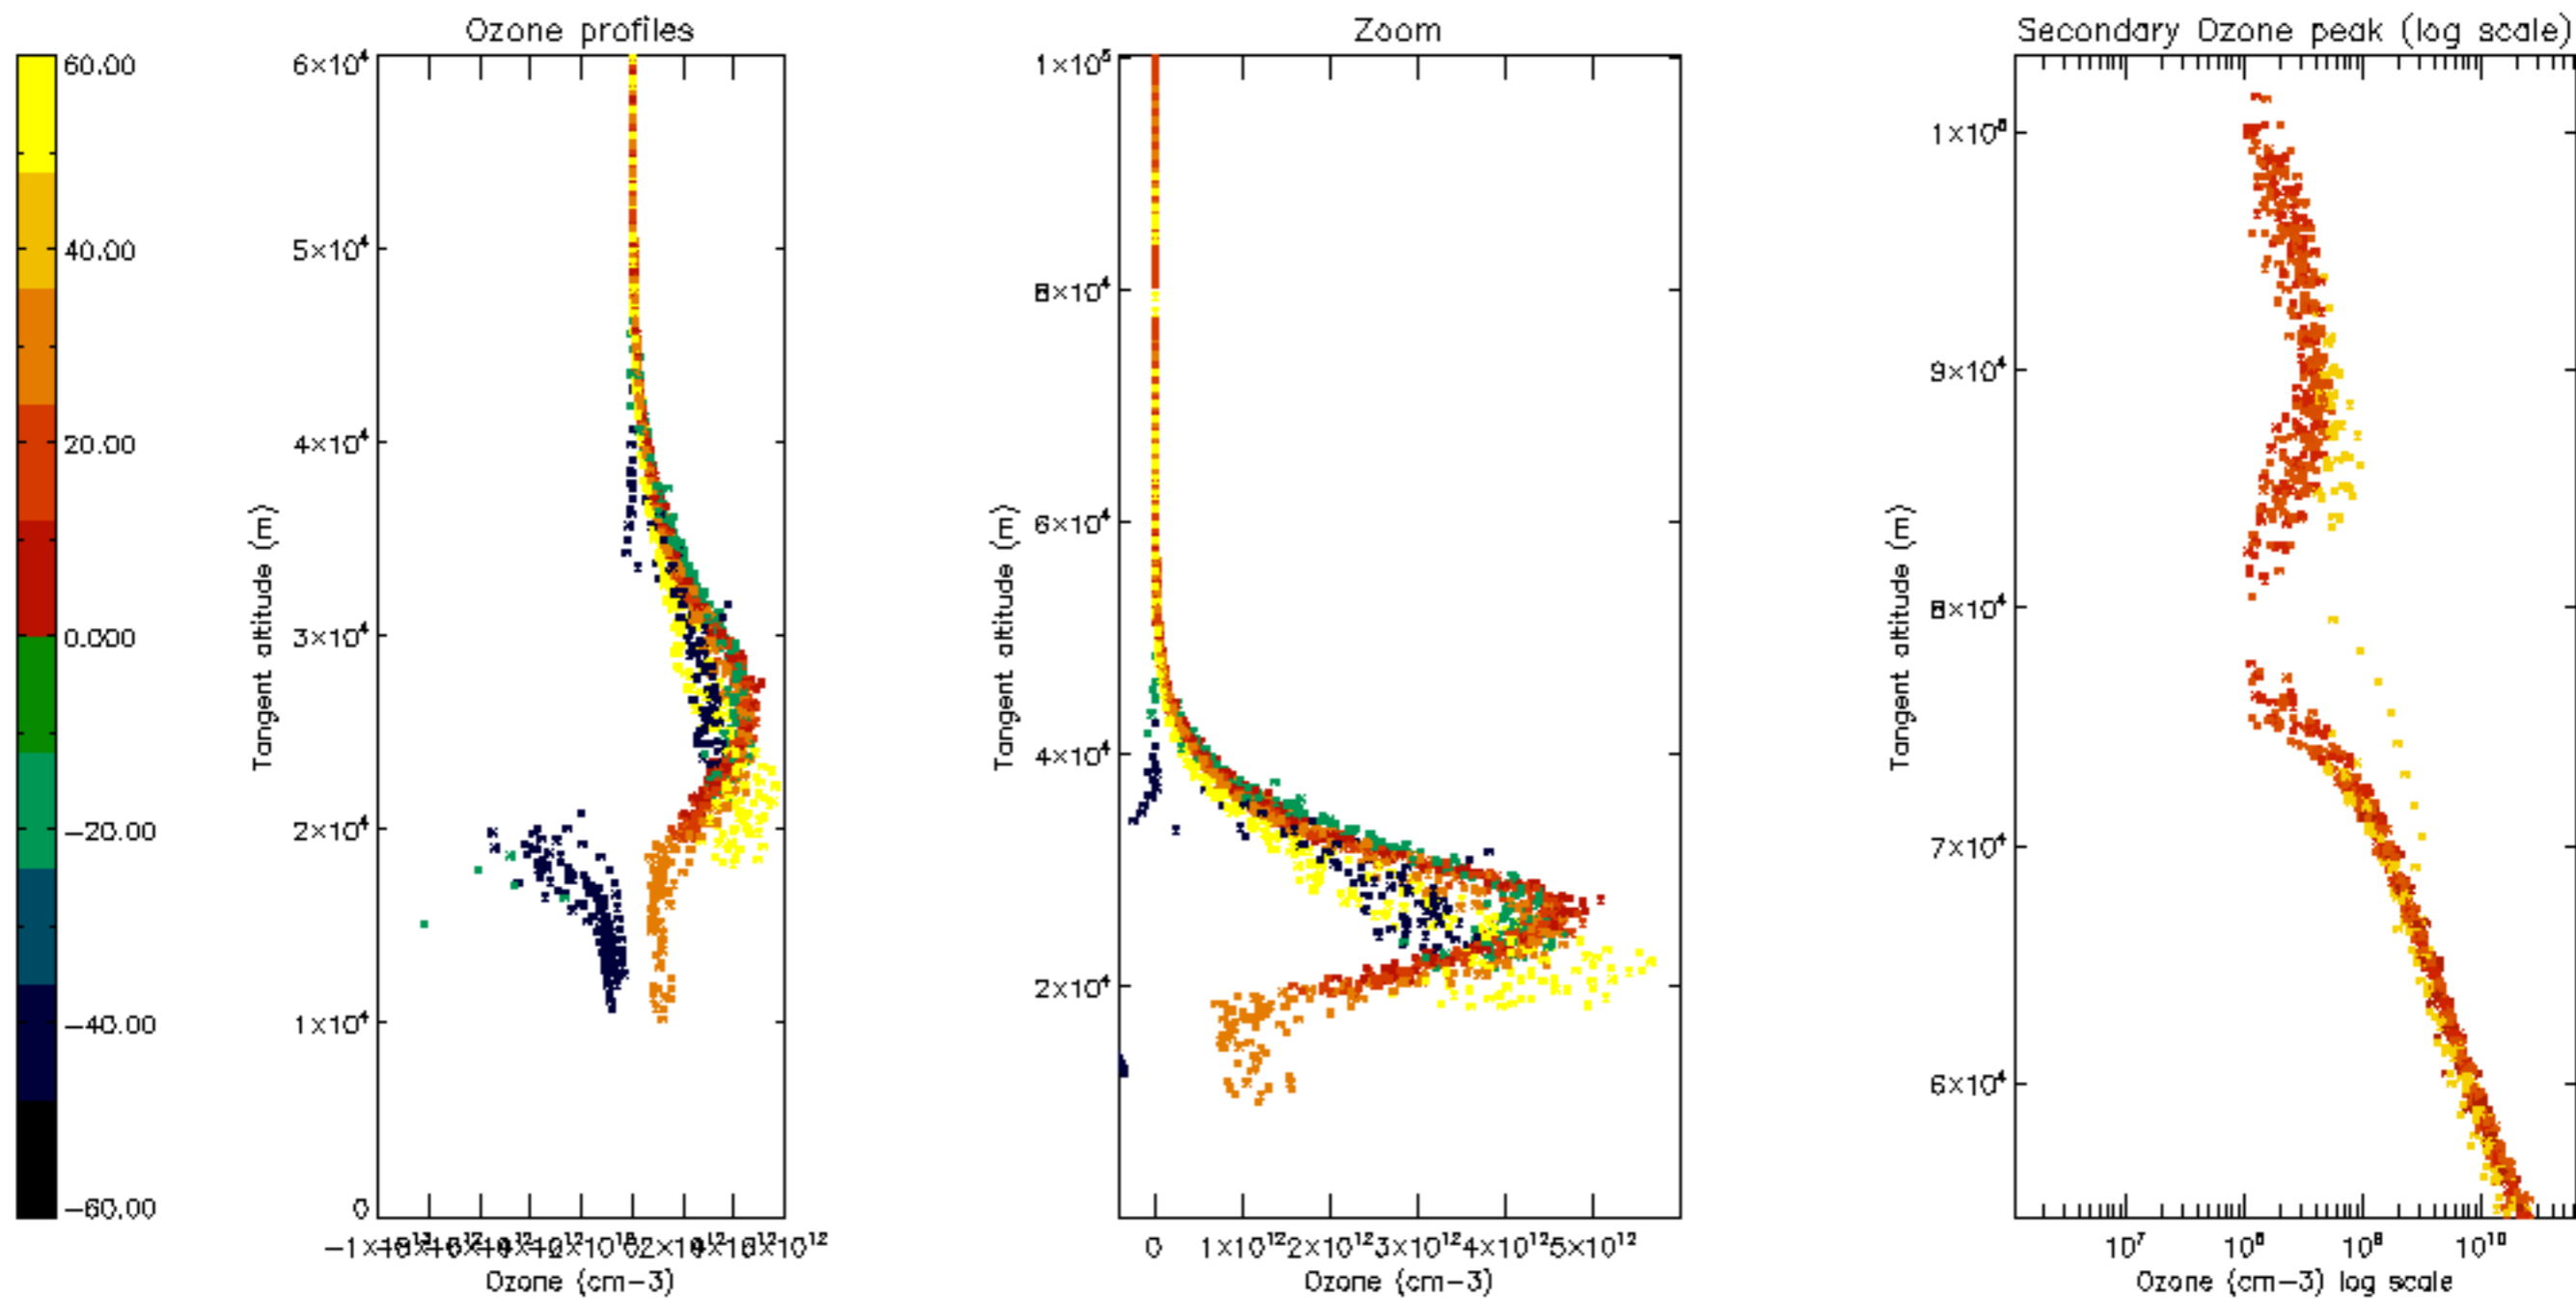 Ozone profiles
Zoom
Secondary Ozone peak (log scale)
60.00
40.00
20.00
0.000
-20.00
-40.00
-60.00
6×10⁴
5×10⁴
4×10⁴
3×10⁴
2×10⁴
1×10⁴
0
Tangent altitude (m)
Ozone (cm-3)
1×10⁵
8×10⁴
6×10⁴
4×10⁴
2×10⁴
Tangent altitude (m)
0 1×10¹² 2×10¹² 3×10¹² 4×10¹² 5×10¹²
Ozone (cm-3)
9×10⁴
8×10⁴
7×10⁴
6×10⁴
Tangent altitude (m)
10⁷ 10⁸ 10⁹ 10¹⁰
Ozone (cm-3) log scale